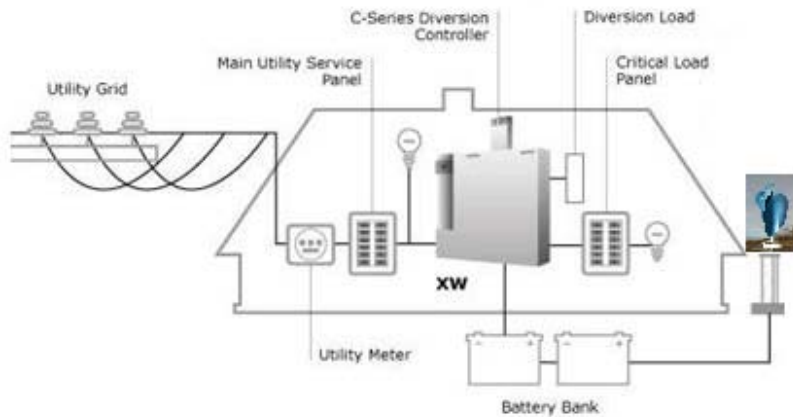 C-Series Diversion
Controller
Diversion Load
Main Utility Service
Panel
Critical Load
Panel
Utility Grid
XW
Utility Meter
Battery Bank